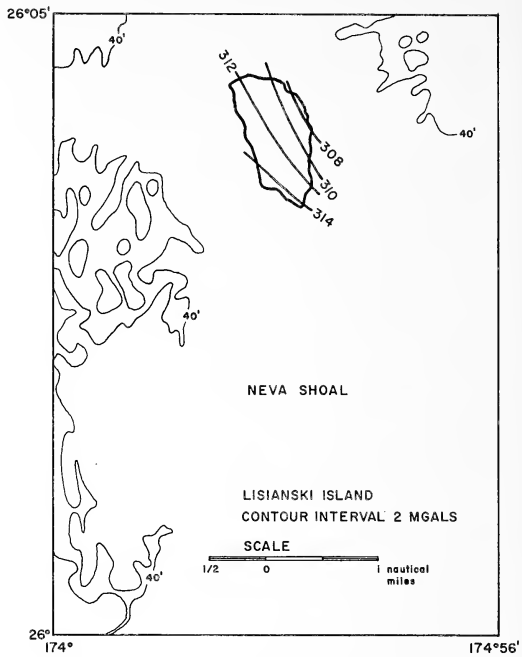 26°05'
40'
312
40'
308
310
314
40'
NEVA SHOAL
LISIANSKI ISLAND
CONTOUR INTERVAL 2 MGALS
SCALE
1/2 0 1 nautical
miles
40'
26°
174° 174°56'